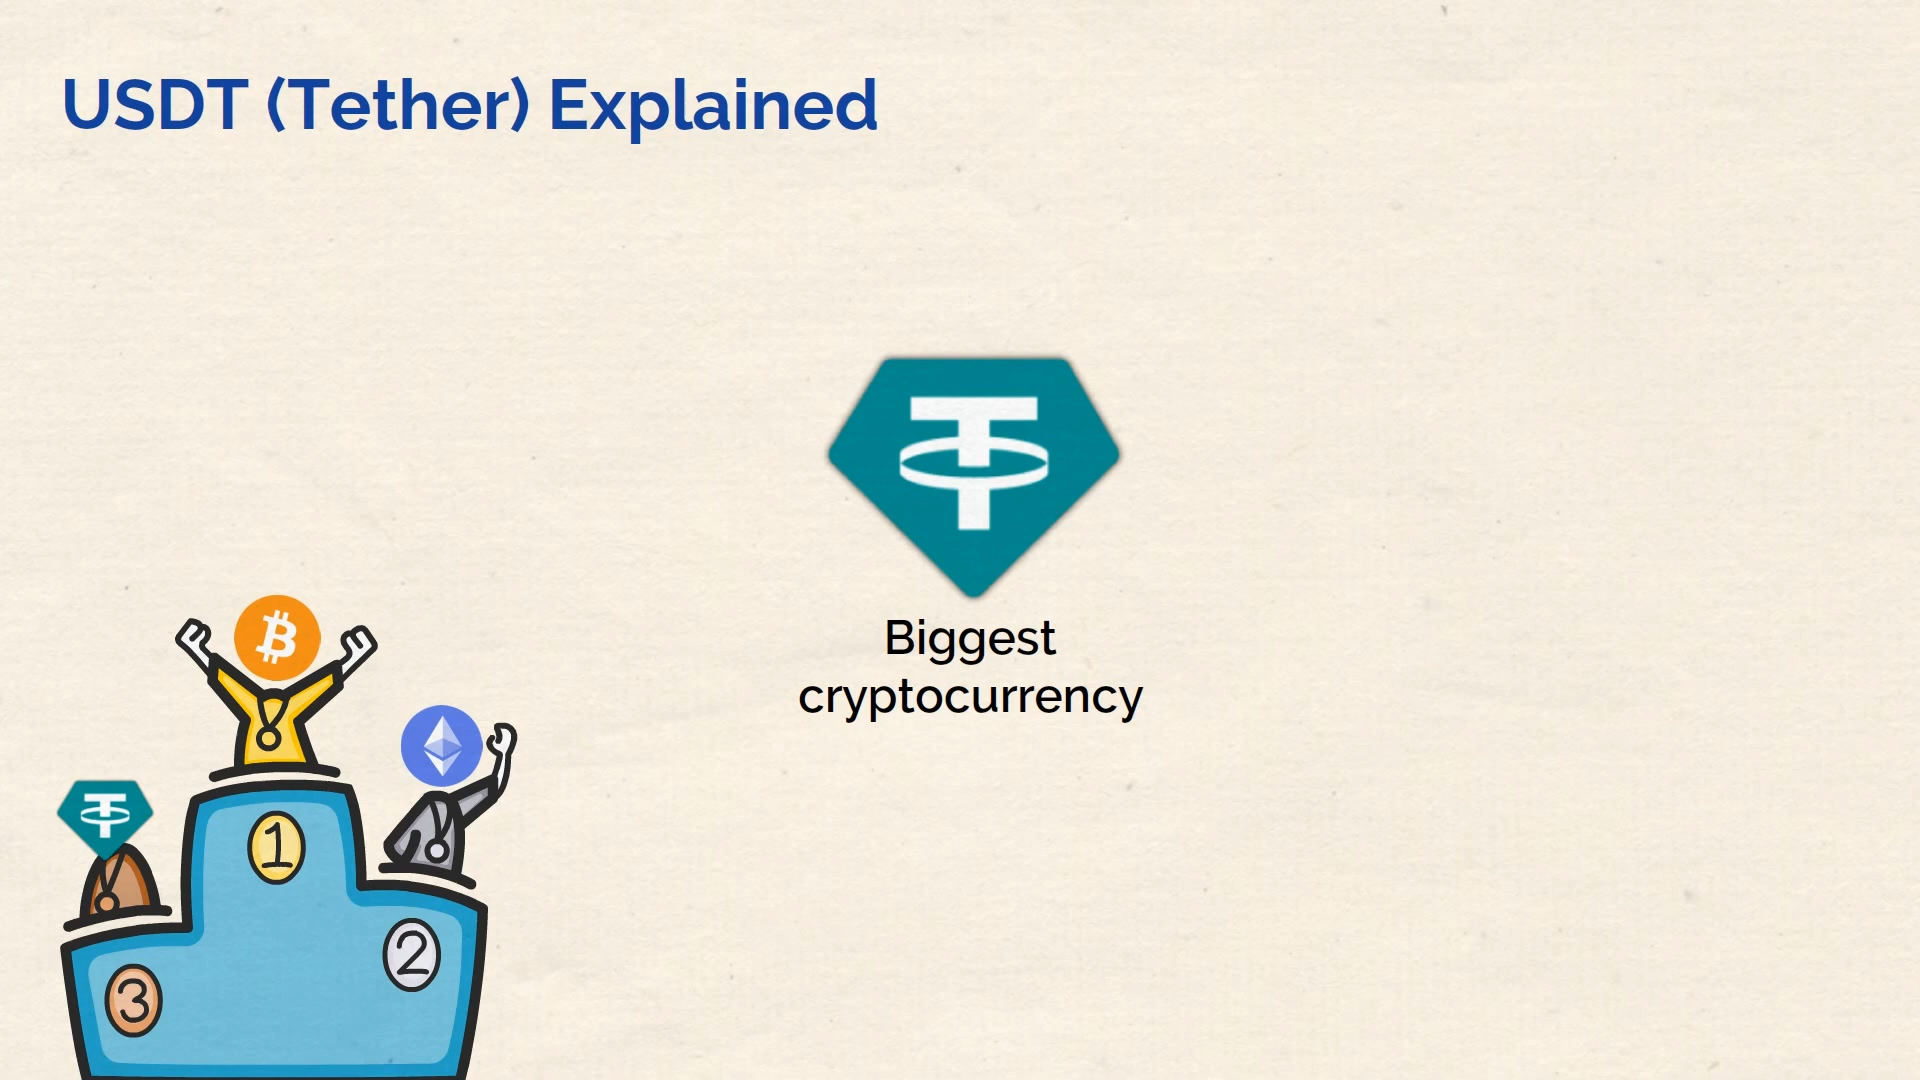 USDT (Tether) Explained
Biggest
cryptocurrency
1
2
3